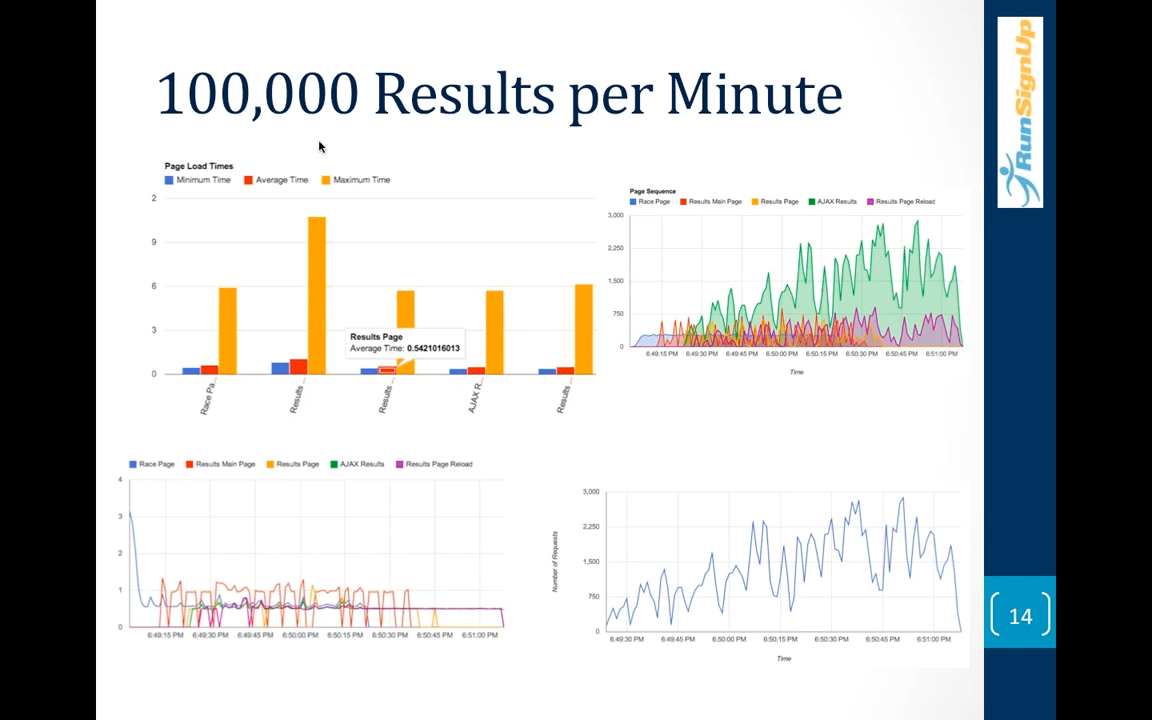 100,000 Results per Minute
RunSignUp
Page Load Times
Minimum Time Average Time Maximum Time
2
9
6
3
0
Results Page
Average Time: 0.5421016013
Race Pa...
Results ...
Results ...
AJAX R...
Results ...
Page Sequence
Race Page Results Main Page Results Page AJAX Results Results Page Reload
3,000
2,250
1,500
750
0
6:49:15 PM 6:49:30 PM 6:49:45 PM 6:50:00 PM 6:50:15 PM 6:50:30 PM 6:50:45 PM 6:51:00 PM
Time
Race Page Results Main Page Results Page AJAX Results Results Page Reload
4
3
2
1
0
6:49:15 PM 6:49:30 PM 6:49:45 PM 6:50:00 PM 6:50:15 PM 6:50:30 PM 6:50:45 PM 6:51:00 PM
Number of Requests
3,000
2,250
1,500
750
0
6:49:30 PM 6:49:45 PM 6:50:00 PM 6:50:15 PM 6:50:30 PM 6:50:45 PM 6:51:00 PM
Time
14